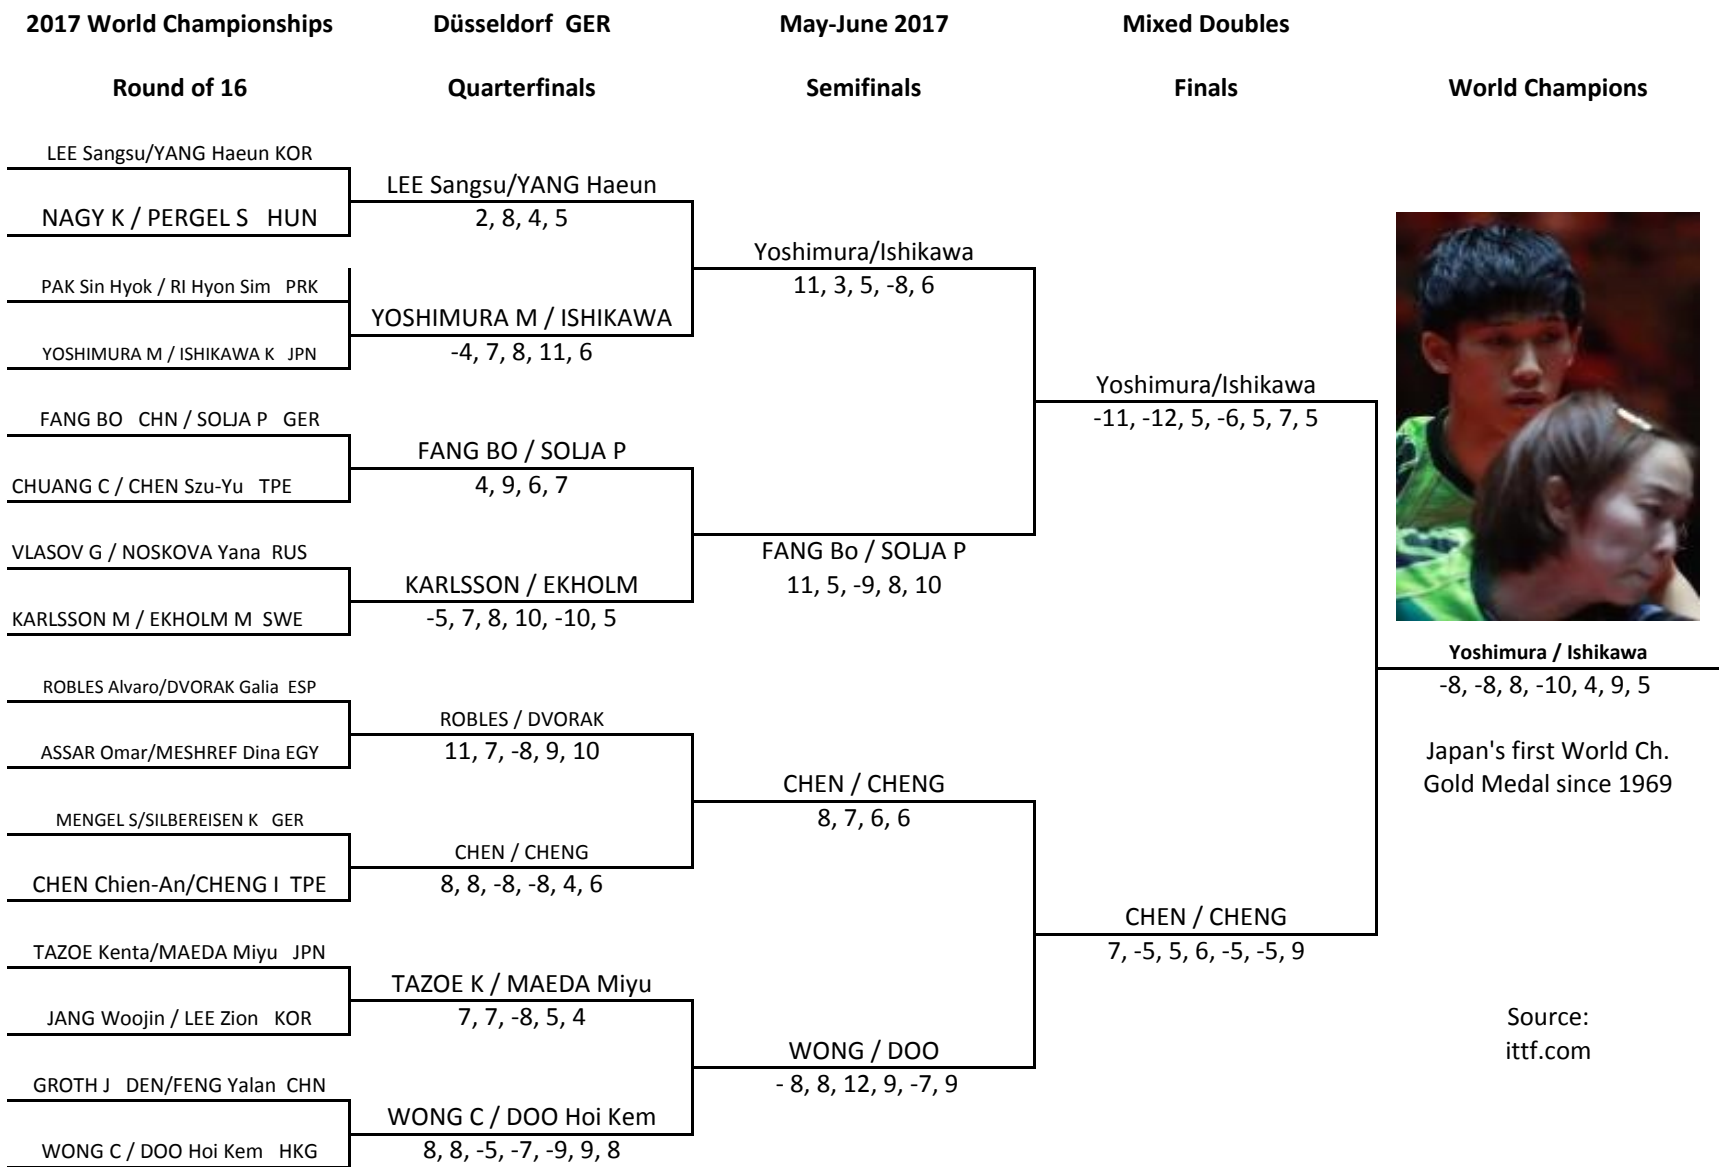 2017 World Championships    Düsseldorf  GER    May-June 2017    Mixed Doubles
Round of 16    Quarterfinals    Semifinals    Finals    World Champions
LEE Sangsu/YANG Haeun KOR
LEE Sangsu/YANG Haeun
NAGY K / PERGEL S   HUN
2, 8, 4, 5
Yoshimura/Ishikawa
11, 3, 5, -8, 6
PAK Sin Hyok / RI Hyon Sim   PRK
YOSHIMURA M / ISHIKAWA
YOSHIMURA M / ISHIKAWA K   JPN
-4, 7, 8, 11, 6
Yoshimura/Ishikawa
-11, -12, 5, -6, 5, 7, 5
FANG BO   CHN / SOLJA P   GER
FANG BO / SOLJA P
CHUANG C / CHEN Szu-Yu   TPE
4, 9, 6, 7
FANG Bo / SOLJA P
11, 5, -9, 8, 10
VLASOV G / NOSKOVA Yana  RUS
KARLSSON / EKHOLM
KARLSSON M / EKHOLM M  SWE
-5, 7, 8, 10, -10, 5
Yoshimura / Ishikawa
-8, -8, 8, -10, 4, 9, 5
Japan's first World Ch.
Gold Medal since 1969
ROBLES Alvaro/DVORAK Galia  ESP
ROBLES / DVORAK
ASSAR Omar/MESHREF Dina EGY
11, 7, -8, 9, 10
CHEN / CHENG
8, 7, 6, 6
MENGEL S/SILBEREISEN K   GER
CHEN / CHENG
CHEN Chien-An/CHENG I  TPE
8, 8, -8, -8, 4, 6
CHEN / CHENG
7, -5, 5, 6, -5, -5, 9
TAZOE Kenta/MAEDA Miyu   JPN
TAZOE K / MAEDA Miyu
JANG Woojin / LEE Zion   KOR
7, 7, -8, 5, 4
WONG / DOO
- 8, 8, 12, 9, -7, 9
GROTH J   DEN/FENG Yalan  CHN
WONG C / DOO Hoi Kem
WONG C / DOO Hoi Kem   HKG
8, 8, -5, -7, -9, 9, 8
Source:
ittf.com